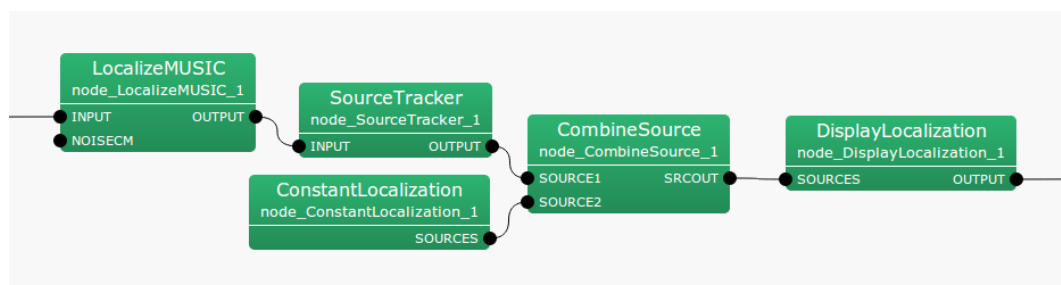 LocalizeMUSIC
node_LocalizeMUSIC_1
INPUT OUTPUT
NOISECM
SourceTracker
node_SourceTracker_1
INPUT OUTPUT
ConstantLocalization
node_ConstantLocalization_1
SOURCES
CombineSource
node_CombineSource_1
SOURCE1 SRCOUT
SOURCE2
DisplayLocalization
node_DisplayLocalization_1
SOURCES OUTPUT